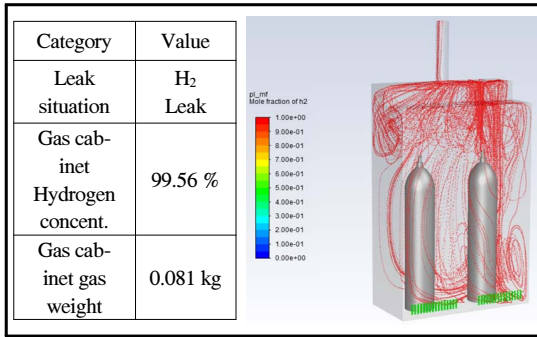 Category Value
Leak
situation
H₂
Leak
Gas cab-
inet
Hydrogen
concent.
99.56 %
Gas cab-
inet gas
weight
0.081 kg
pl_mf
Mole fraction of h2
1.00e+00
9.00e-01
8.00e-01
7.00e-01
6.00e-01
5.00e-01
4.00e-01
3.00e-01
2.00e-01
1.00e-01
0.00e+00